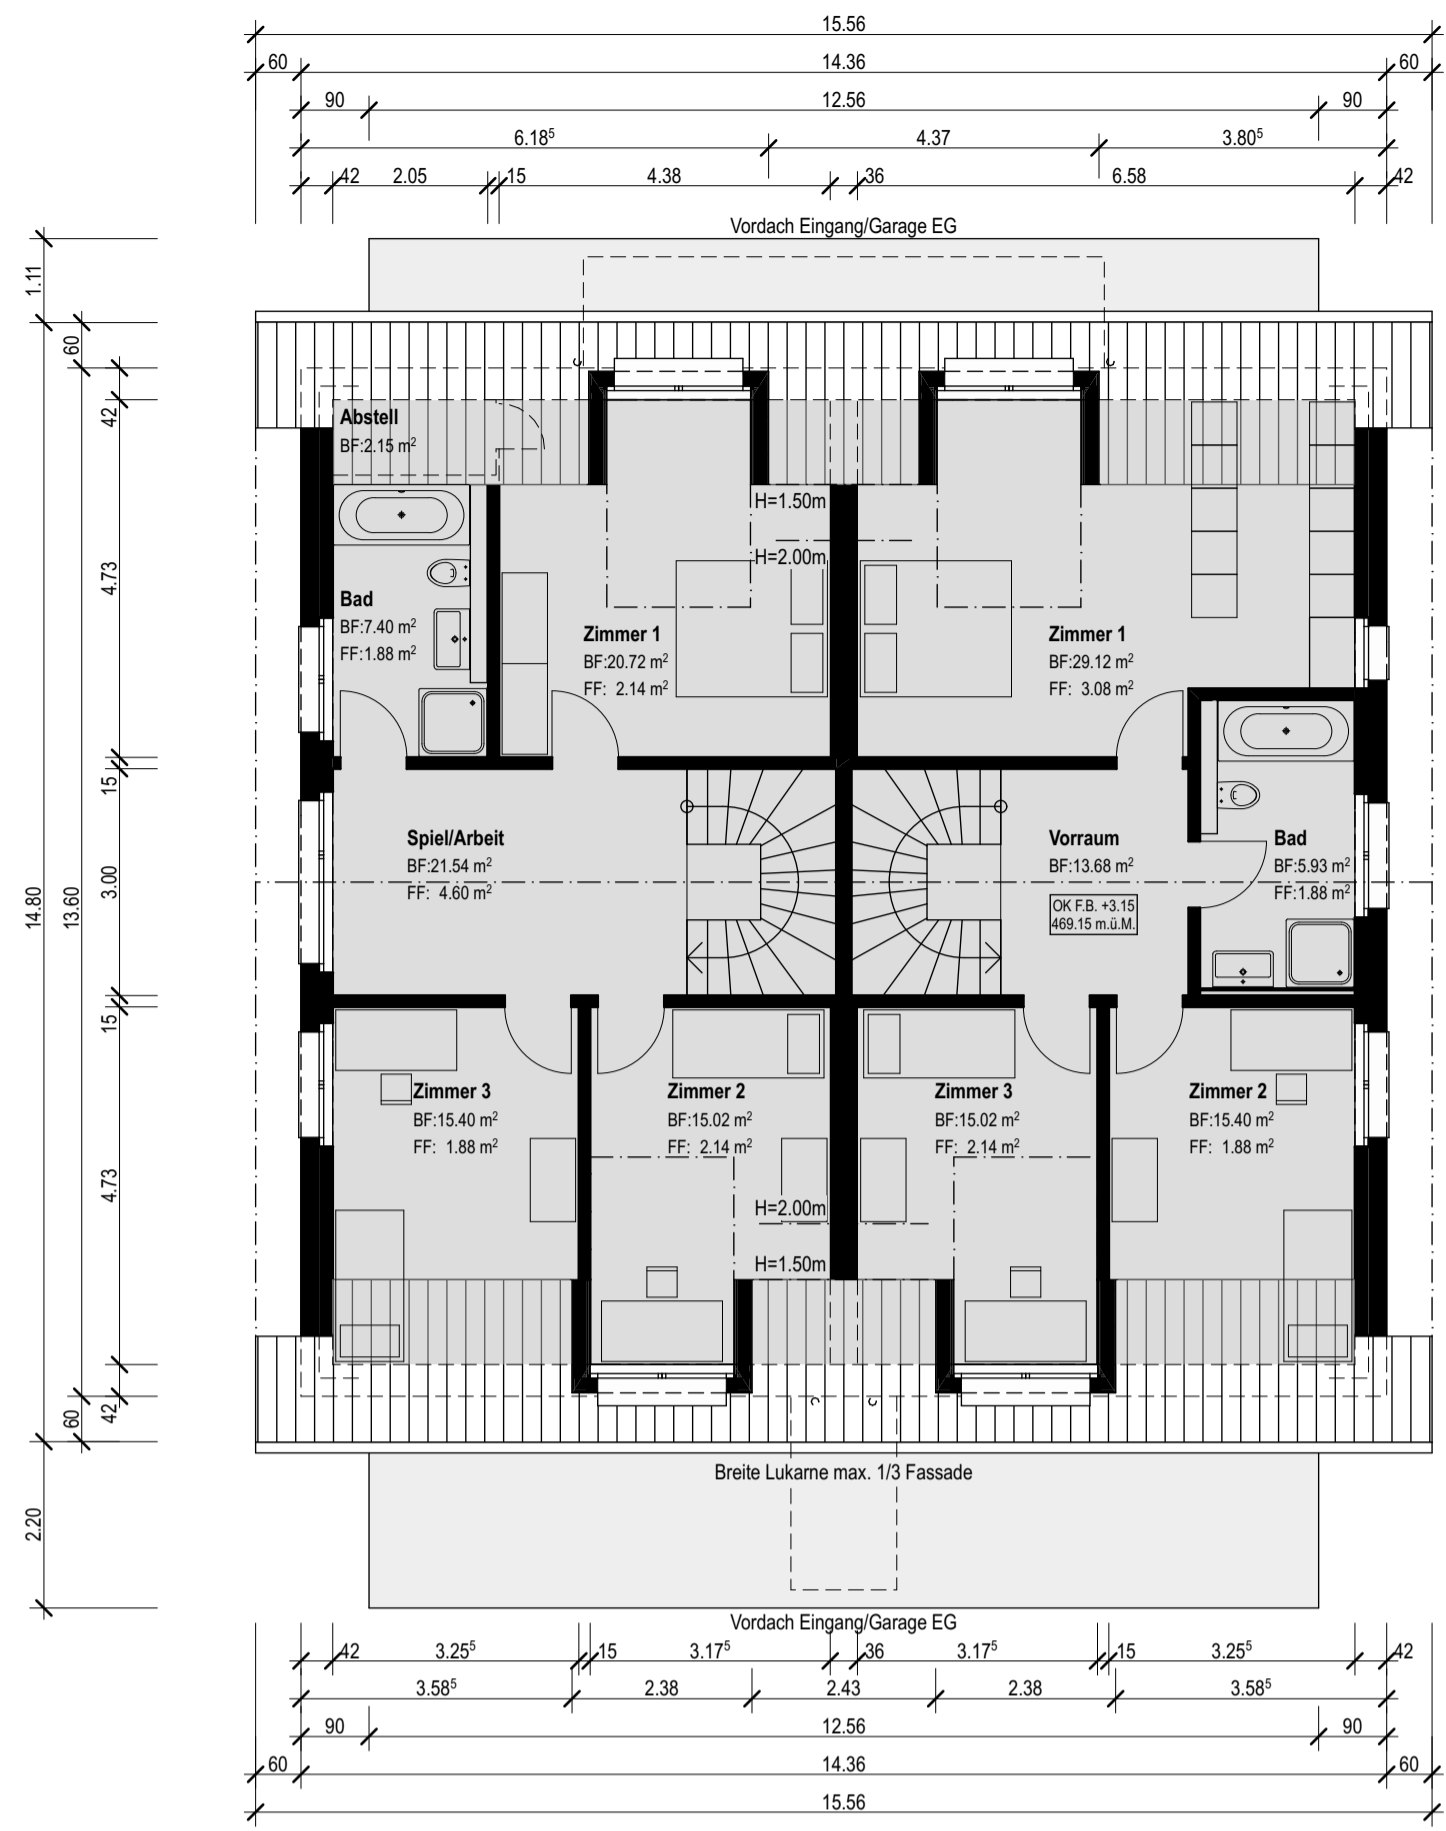 15.56
60 14.36 60
90 12.56 90
6.18⁵ 4.37 3.80⁵
42 2.05 15 4.38 36 6.58 42
Vordach Eingang/Garage EG
1.11
60
42
4.73
15
3.00
14.80
13.60
15
4.73
42
60
2.20
Abstell
BF:2.15 m²
H=1.50m
H=2.00m
Bad
BF:7.40 m²
FF:1.88 m²
Zimmer 1
BF:20.72 m²
FF: 2.14 m²
Zimmer 1
BF:29.12 m²
FF: 3.08 m²
Spiel/Arbeit
BF:21.54 m²
FF: 4.60 m²
Vorraum
BF:13.68 m²
OK F.B. +3.15
469.15 m.ü.M.
Bad
BF:5.93 m²
FF:1.88 m²
Zimmer 3
BF:15.40 m²
FF: 1.88 m²
Zimmer 2
BF:15.02 m²
FF: 2.14 m²
Zimmer 3
BF:15.02 m²
FF: 2.14 m²
Zimmer 2
BF:15.40 m²
FF: 1.88 m²
H=2.00m
H=1.50m
Breite Lukarne max. 1/3 Fassade
Vordach Eingang/Garage EG
42 3.25⁵ 15 3.17⁵ 36 3.17⁵ 15 3.25⁵ 42
3.58⁵ 2.38 2.43 2.38 3.58⁵
90 12.56 90
60 14.36 60
15.56